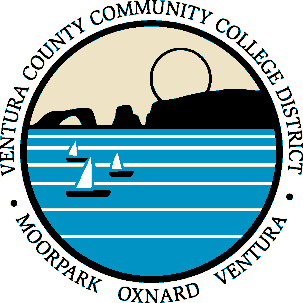 VENTURA COUNTY COMMUNITY COLLEGE DISTRICT
• MOORPARK OXNARD VENTURA •